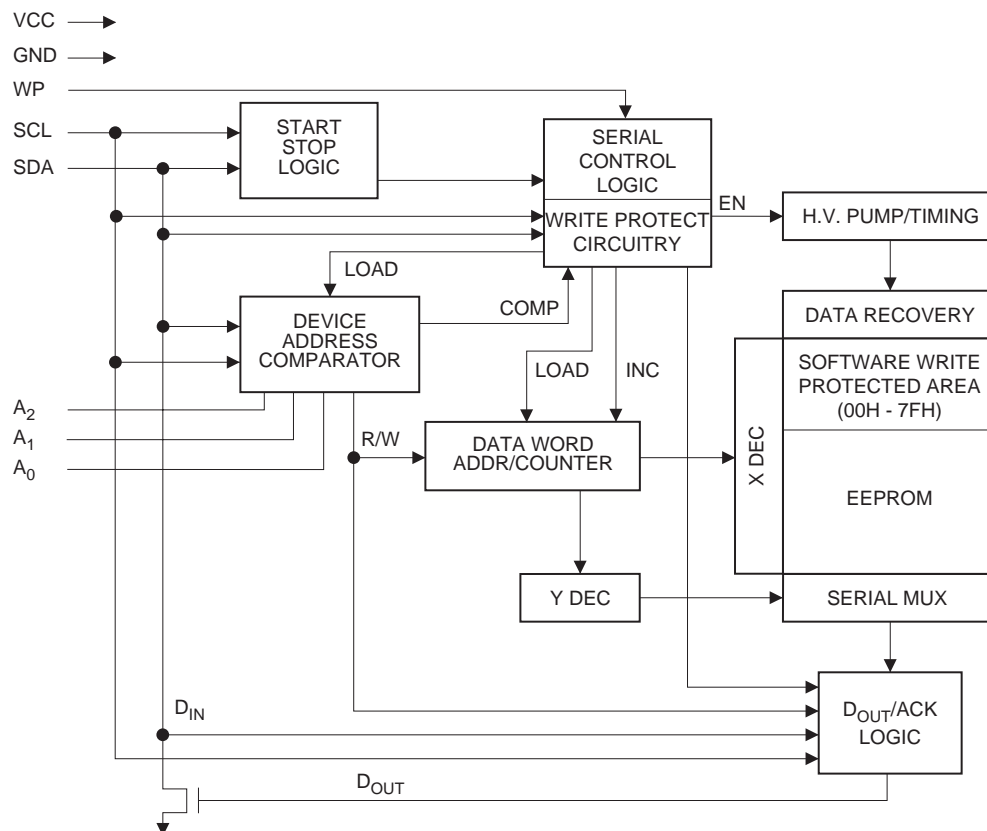 VCC
GND
WP
SCL
SDA
START
STOP
LOGIC
SERIAL
CONTROL
LOGIC
WRITE PROTECT
CIRCUITRY
EN
H.V. PUMP/TIMING
LOAD
COMP
DEVICE
ADDRESS
COMPARATOR
LOAD
INC
DATA RECOVERY
SOFTWARE WRITE
PROTECTED AREA
(00H - 7FH)
X DEC
EEPROM
A2
A1
A0
R/W
DATA WORD
ADDR/COUNTER
Y DEC
SERIAL MUX
DIN
DOUT/ACK
LOGIC
DOUT